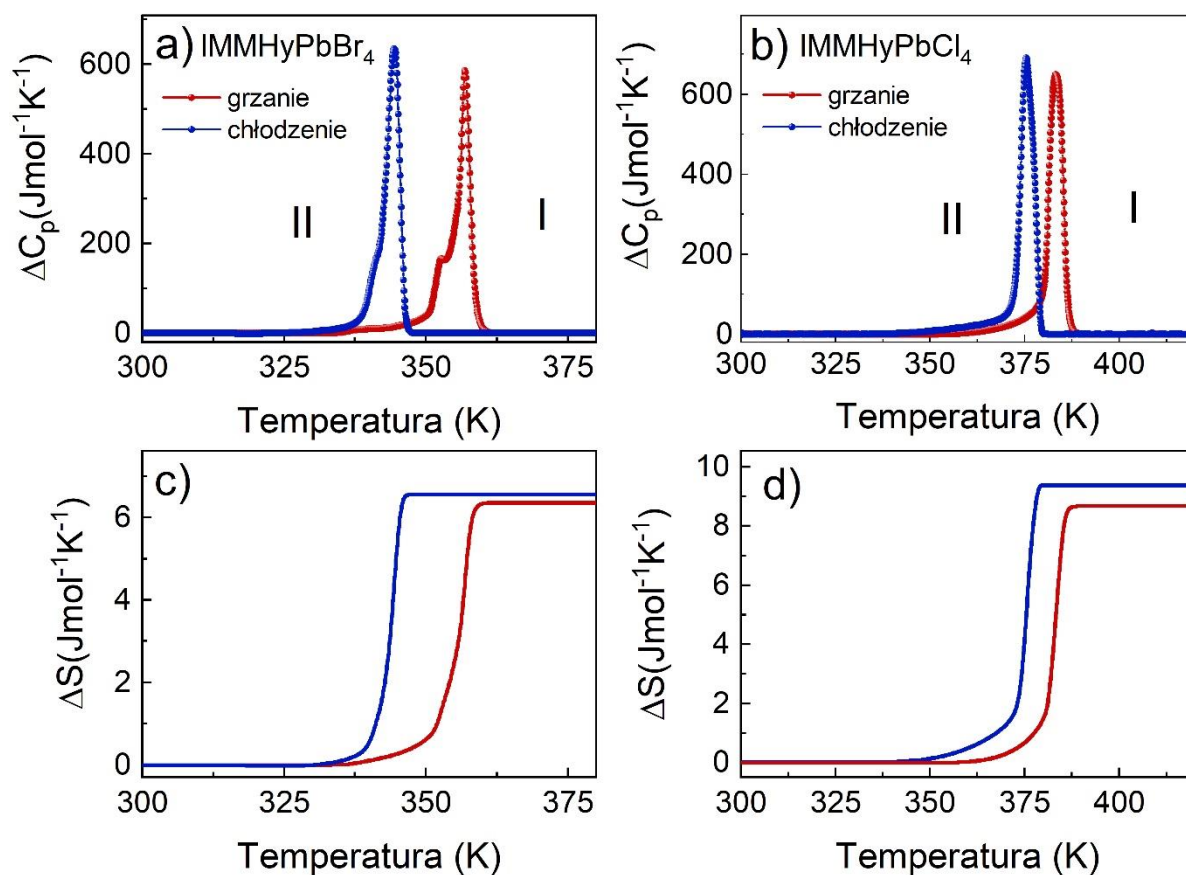 a) IMMHyPbBr₄
grzanie
chłodzenie
II
I
ΔCₚ(Jmol⁻¹K⁻¹)
600
400
200
0
300 325 350 375
Temperatura (K)
b) IMMHyPbCl₄
grzanie
chłodzenie
II
I
ΔCₚ(Jmol⁻¹K⁻¹)
600
400
200
0
300 325 350 375 400
Temperatura (K)
c)
ΔS(Jmol⁻¹K⁻¹)
6
4
2
0
300 325 350 375
Temperatura (K)
d)
ΔS(Jmol⁻¹K⁻¹)
10
8
6
4
2
0
300 325 350 375 400
Temperatura (K)